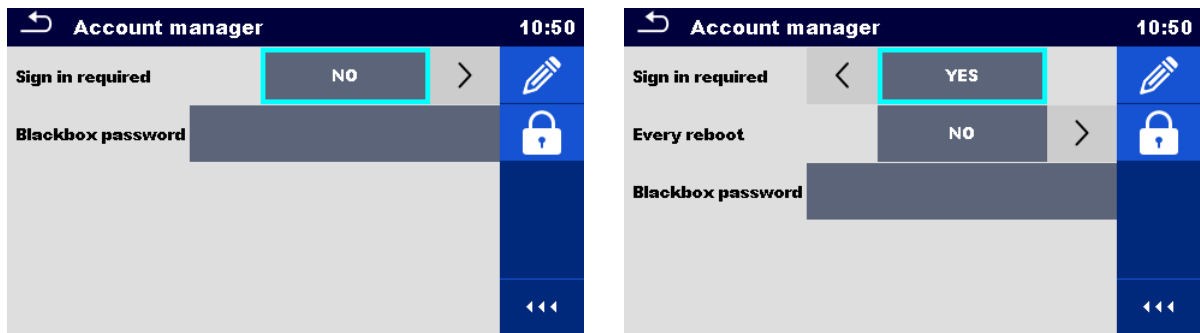 Account manager 10:50
Sign in required NO
Blackbox password
Account manager 10:50
Sign in required YES
Every reboot NO
Blackbox password